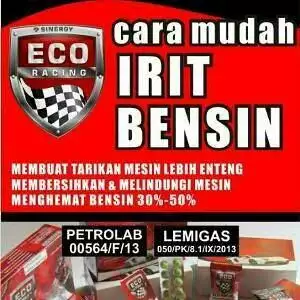 SYNERGY
ECO
RACING
cara mudah
IRIT
BENSIN
MEMBUAT TARIKAN MESIN LEBIH ENTENG
MEMBERSIHKAN & MELINDUNGI MESIN
MENGHEMAT BENSIN 30%-50%
PETROLAB
00564/F/13
LEMIGAS
050/PK/8.1/IX/2013